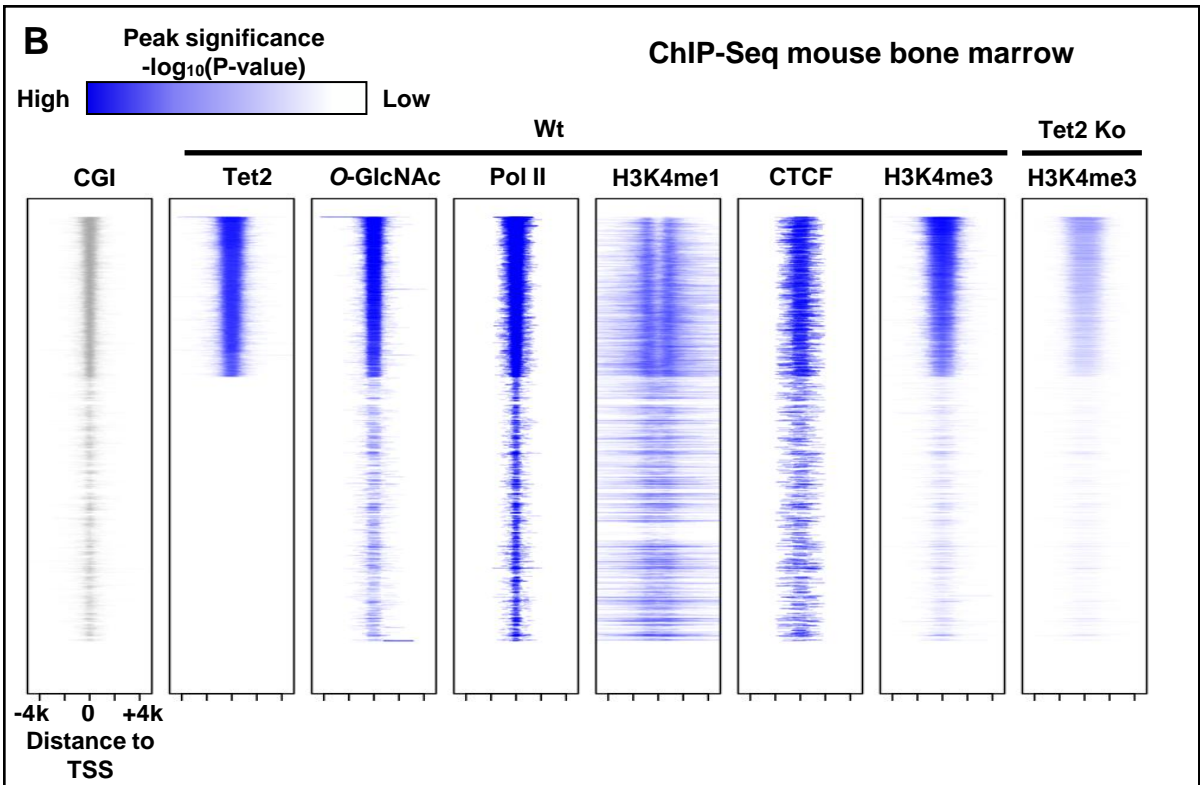 B
Peak significance
-log₁₀(P-value)
High Low
ChIP-Seq mouse bone marrow
Wt Tet2 Ko
CGI Tet2 O-GlcNAc Pol II H3K4me1 CTCF H3K4me3 H3K4me3
-4k 0 +4k
Distance to
TSS